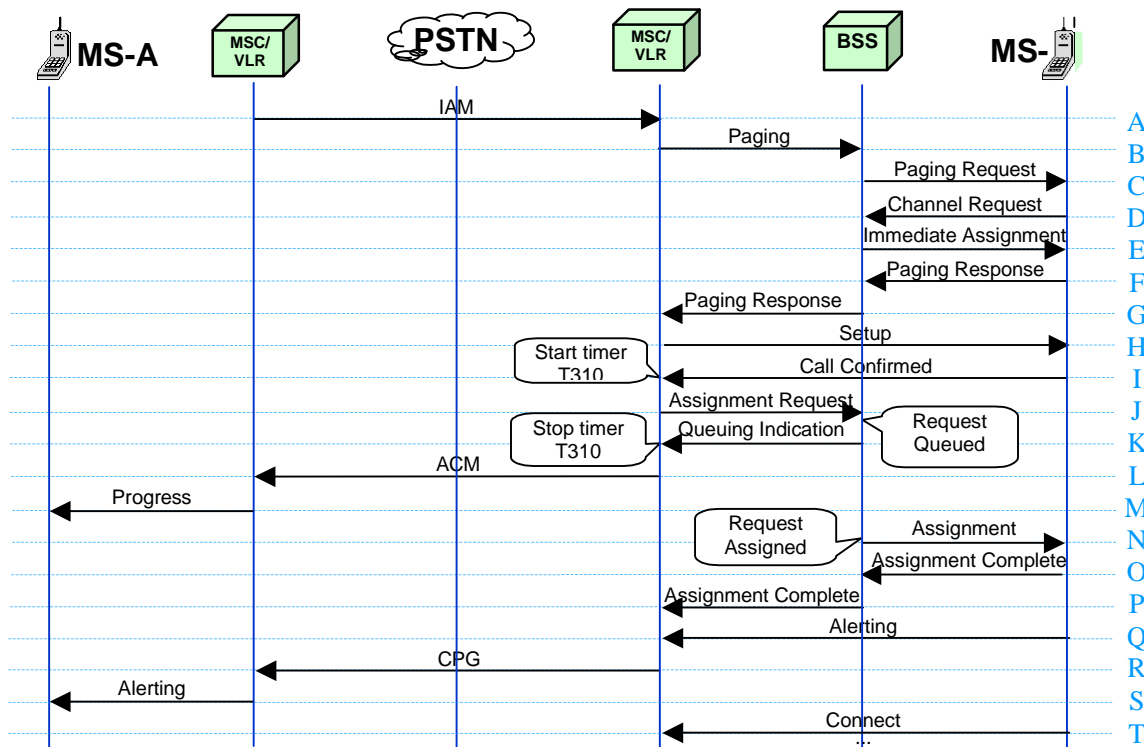 MS-A
MSC/
VLR
PSTN
MSC/
VLR
BSS
MS-
IAM
A
Paging
B
Paging Request
C
Channel Request
D
Immediate Assignment
E
Paging Response
F
Paging Response
G
Setup
H
Start timer
T310
Call Confirmed
I
Assignment Request
J
Request
Queued
Stop timer
T310
Queuing Indication
K
ACM
L
Progress
M
Request
Assigned
Assignment
N
Assignment Complete
O
Assignment Complete
P
Alerting
Q
CPG
R
Alerting
S
Connect
T
...